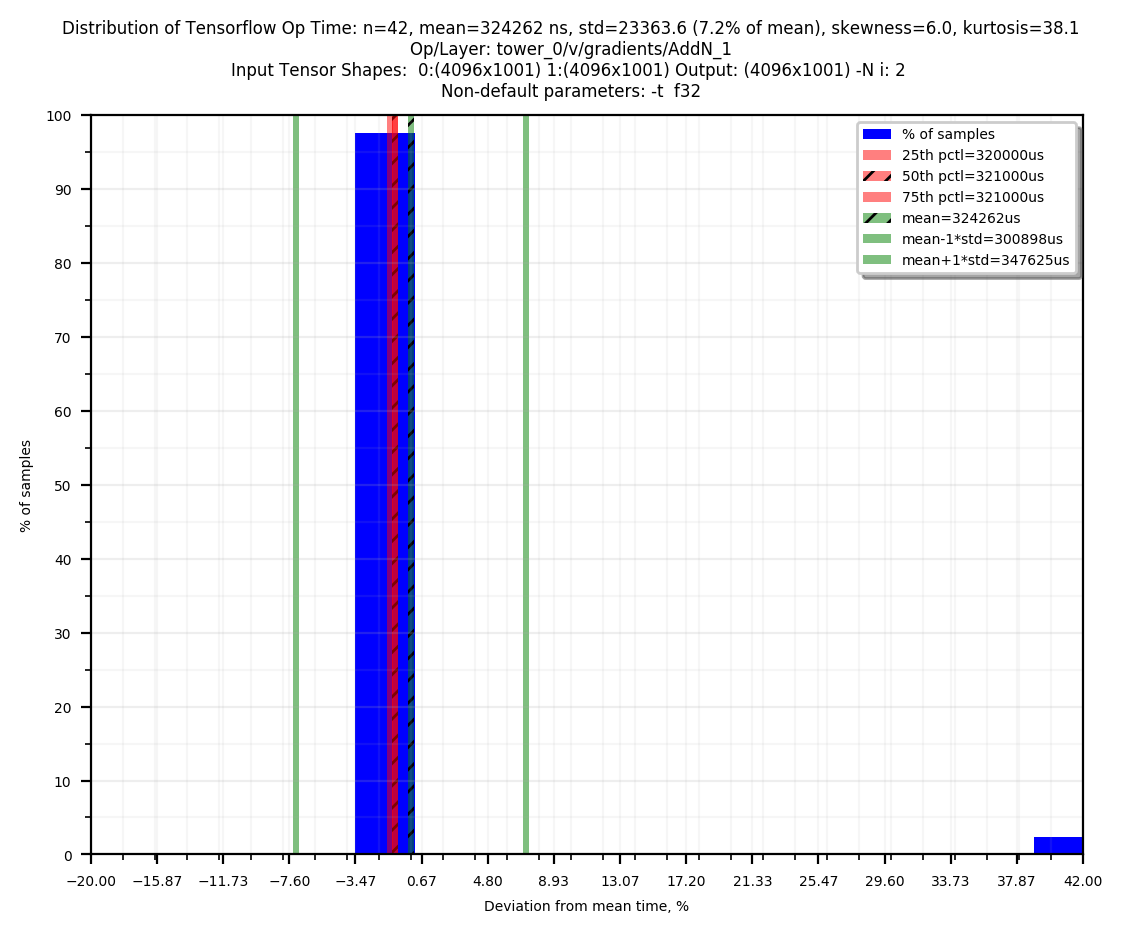 Distribution of Tensorflow Op Time: n=42, mean=324262 ns, std=23363.6 (7.2% of mean), skewness=6.0, kurtosis=38.1
Op/Layer: tower_0/v/gradients/AddN_1
Input Tensor Shapes:  0:(4096x1001) 1:(4096x1001) Output: (4096x1001) -N i: 2
Non-default parameters: -t  f32
% of samples
25th pctl=320000us
50th pctl=321000us
75th pctl=321000us
mean=324262us
mean-1*std=300898us
mean+1*std=347625us
100
90
80
70
60
50
40
30
20
10
0
% of samples
−20.00 −15.87 −11.73 −7.60 −3.47 0.67 4.80 8.93 13.07 17.20 21.33 25.47 29.60 33.73 37.87 42.00
Deviation from mean time, %